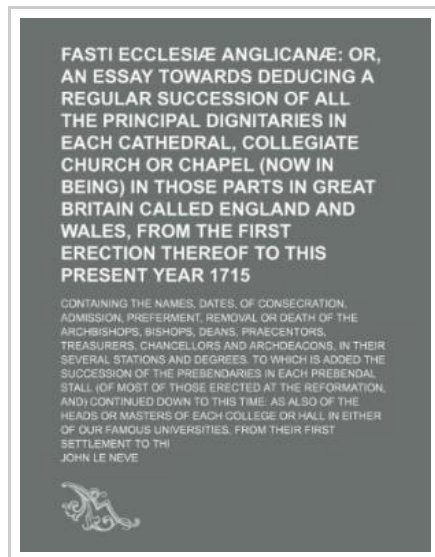 FASTI ECCLESIÆ ANGLICANÆ: OR,
AN ESSAY TOWARDS DEDUCING A
REGULAR SUCCESSION OF ALL
THE PRINCIPAL DIGNITARIES IN
EACH CATHEDRAL, COLLEGIATE
CHURCH OR CHAPEL (NOW IN
BEING) IN THOSE PARTS IN GREAT
BRITAIN CALLED ENGLAND AND
WALES, FROM THE FIRST
ERECTION THEREOF TO THIS
PRESENT YEAR 1715
CONTAINING THE NAMES, DATES, OF CONSECRATION,
ADMISSION, PREFERMENT, REMOVAL OR DEATH OF THE
ARCHBISHOPS, BISHOPS, DEANS, PRAECENTORS,
TREASURERS, CHANCELLORS AND ARCHDEACONS, IN THEIR
SEVERAL STATIONS AND DEGREES. TO WHICH IS ADDED THE
SUCCESSION OF THE PREBENDARIES IN EACH PREBENDAL
STALL (OF MOST OF THOSE ERECTED AT THE REFORMATION,
AND) CONTINUED DOWN TO THIS TIME: AS ALSO OF THE
HEADS OR MASTERS OF EACH COLLEGE OR HALL IN EITHER
OF OUR FAMOUS UNIVERSITIES, FROM THEIR FIRST
SETTLEMENT TO THI
JOHN LE NEVE